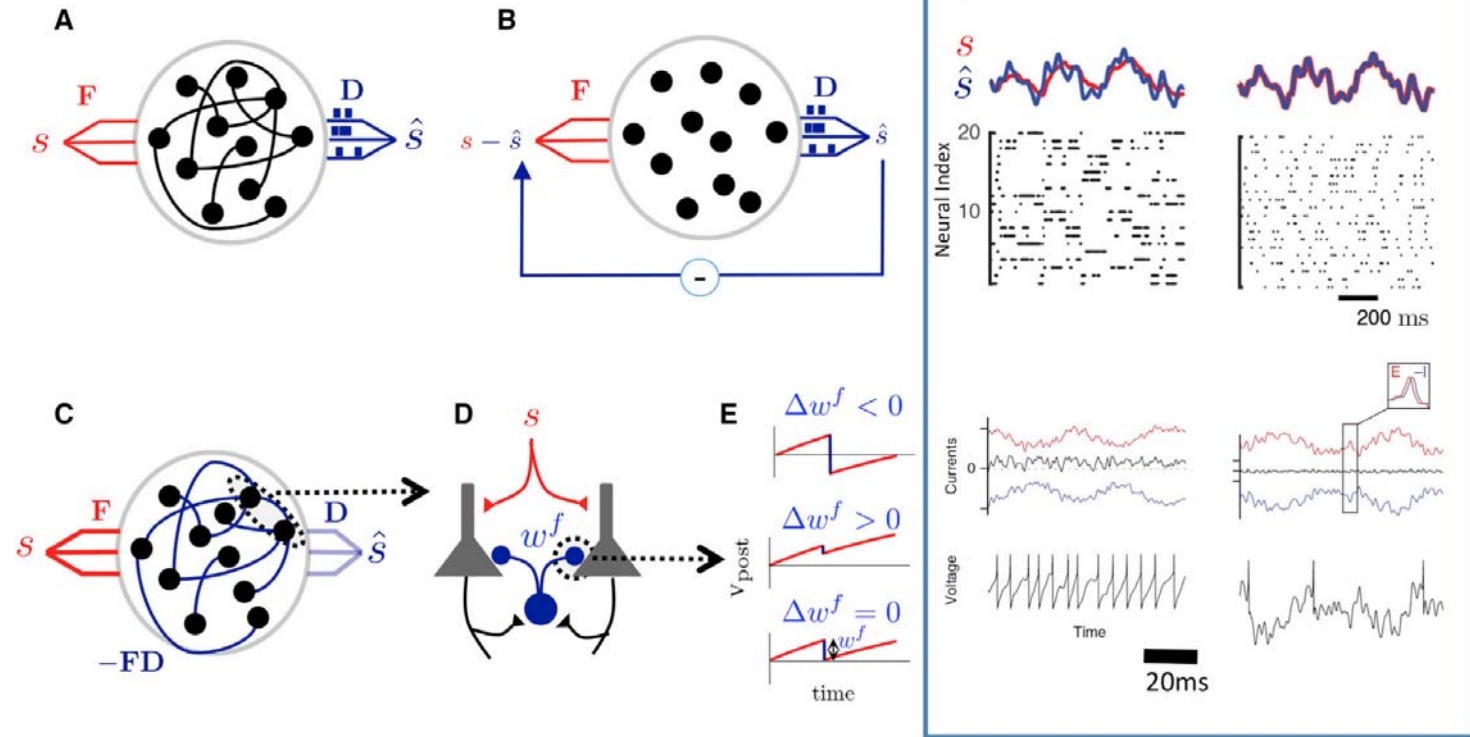 A
F
s
D
ŝ
B
F
s − ŝ
D
ŝ
-
C
F
s
D
ŝ
−FD
D
s
w^f
E
Δw^f < 0
Δw^f > 0
Δw^f = 0
w^f
v_post
time
s
ŝ
20
10
Neural Index
200 ms
E −I
Currents
0
Voltage
Time
20ms